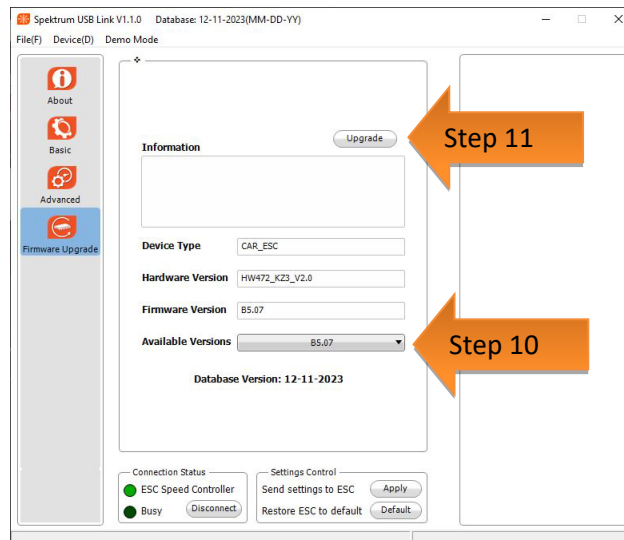 Spektrum USB Link V1.1.0 Database: 12-11-2023(MM-DD-YY)
File(F) Device(D) Demo Mode
About
Basic
Advanced
Firmware Upgrade
Upgrade
Step 11
Information
Device Type CAR_ESC
Hardware Version HW472_KZ3_V2.0
Firmware Version B5.07
Available Versions B5.07
Step 10
Database Version: 12-11-2023
Connection Status
ESC Speed Controller
Busy Disconnect
Settings Control
Send settings to ESC Apply
Restore ESC to default Default